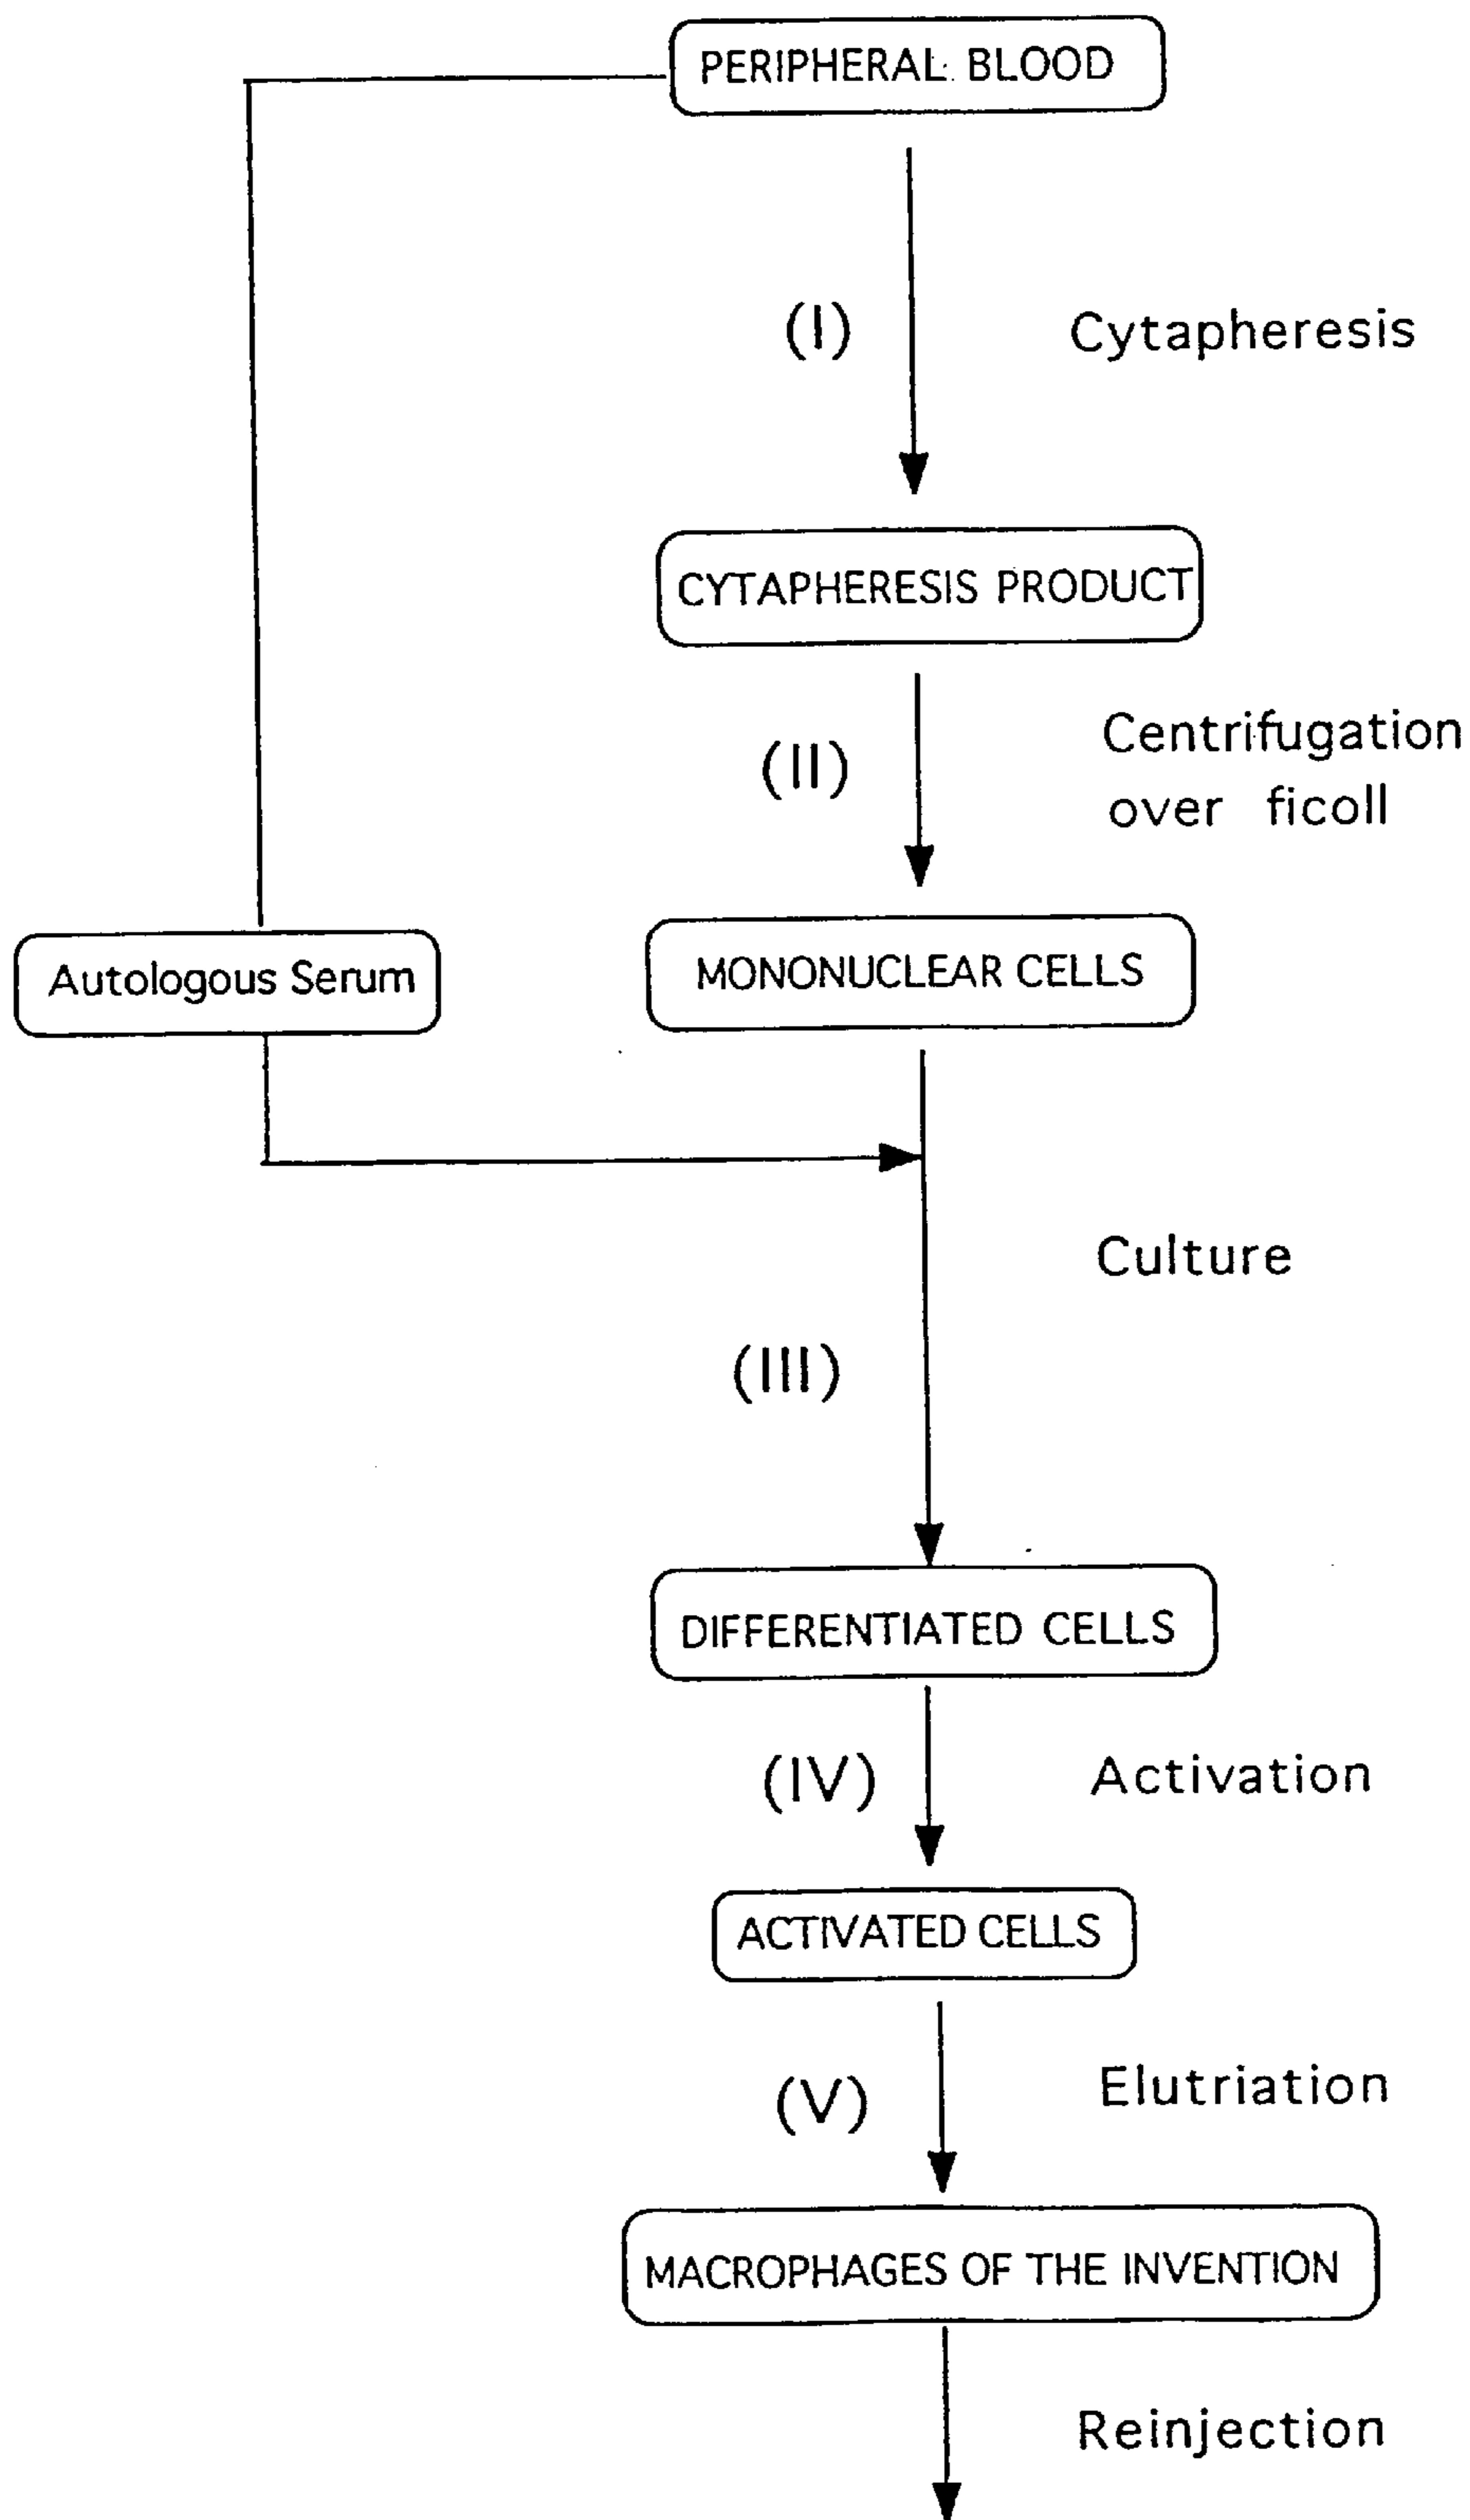 PERIPHERAL BLOOD
(I) Cytapheresis
CYTAPHERESIS PRODUCT
(II) Centrifugation
over ficoll
Autologous Serum
MONONUCLEAR CELLS
Culture
(III)
DIFFERENTIATED CELLS
(IV) Activation
ACTIVATED CELLS
(V) Elutriation
MACROPHAGES OF THE INVENTION
Reinjection